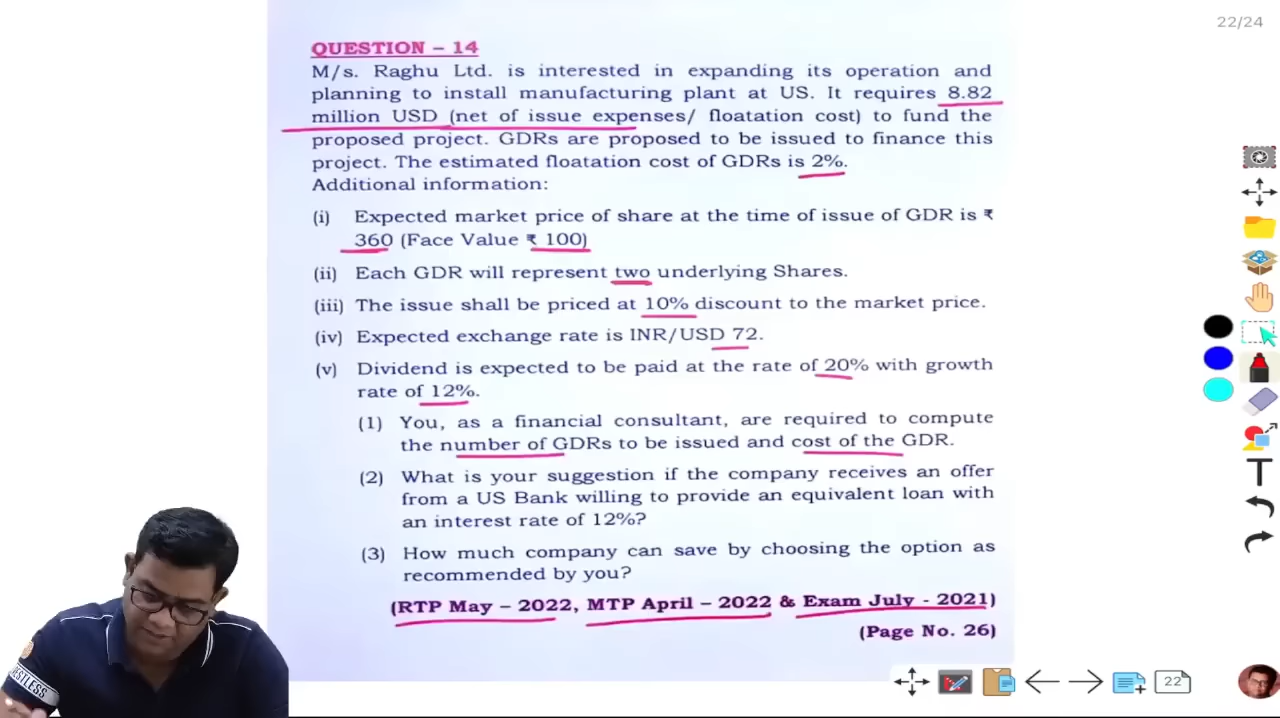 22/24
QUESTION – 14
M/s. Raghu Ltd. is interested in expanding its operation and
planning to install manufacturing plant at US. It requires 8.82
million USD (net of issue expenses/ floatation cost) to fund the
proposed project. GDRs are proposed to be issued to finance this
project. The estimated floatation cost of GDRs is 2%.
Additional information:
(i) Expected market price of share at the time of issue of GDR is ₹
360 (Face Value ₹ 100)
(ii) Each GDR will represent two underlying Shares.
(iii) The issue shall be priced at 10% discount to the market price.
(iv) Expected exchange rate is INR/USD 72.
(v) Dividend is expected to be paid at the rate of 20% with growth
rate of 12%.
(1) You, as a financial consultant, are required to compute
the number of GDRs to be issued and cost of the GDR.
(2) What is your suggestion if the company receives an offer
from a US Bank willing to provide an equivalent loan with
an interest rate of 12%?
(3) How much company can save by choosing the option as
recommended by you?
(RTP May – 2022, MTP April – 2022 & Exam July - 2021)
(Page No. 26)
T
ESTLESS
22